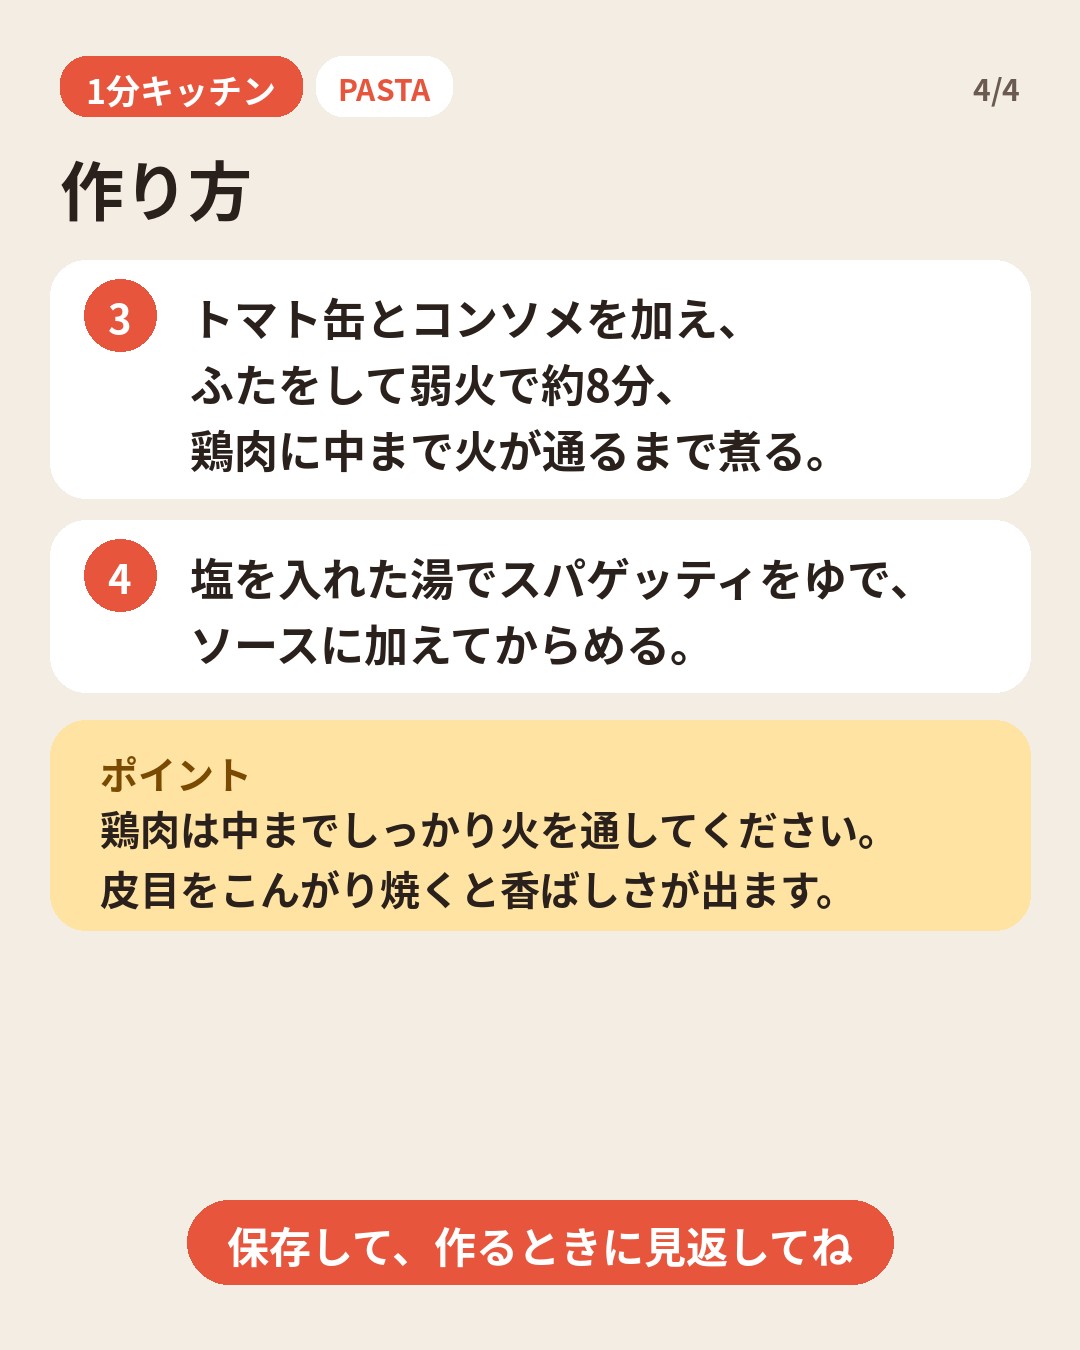 1分キッチン PASTA 4/4
作り方
3 トマト缶とコンソメを加え、
ふたをして弱火で約8分、
鶏肉に中まで火が通るまで煮る。
4 塩を入れた湯でスパゲッティをゆで、
ソースに加えてからめる。
ポイント
鶏肉は中までしっかり火を通してください。
皮目をこんがり焼くと香ばしさが出ます。
保存して、作るときに見返してね